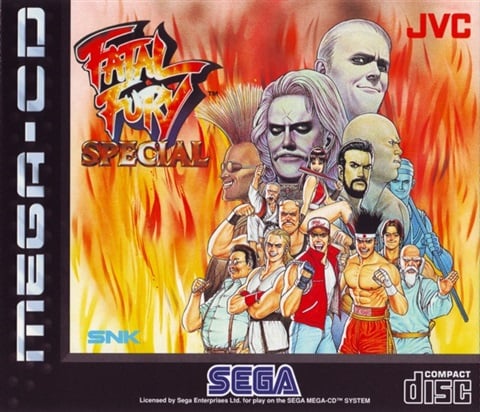 MEGA-CD
FATAL
FURY™
SPECIAL
JVC
SNK
SEGA
Licensed by Sega Enterprises Ltd. for play on the SEGA MEGA-CD™ SYSTEM
COMPACT
disc